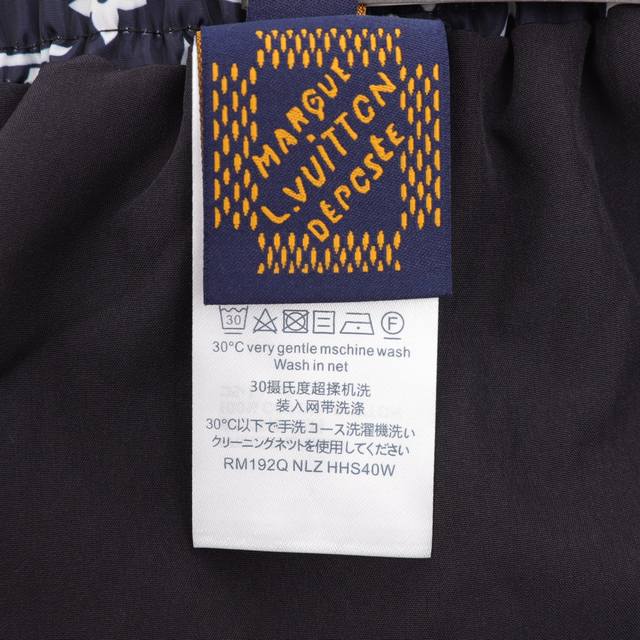 MARQUE
L.VUITTON
DEPOSÉE
30
30°C very gentle mschine wash
Wash in net
30摄氏度超揉机洗
装入网带洗涤
30℃以下で手洗コース洗濯機洗い
クリーニングネットを使用してください
RM192Q NLZ HHS40W